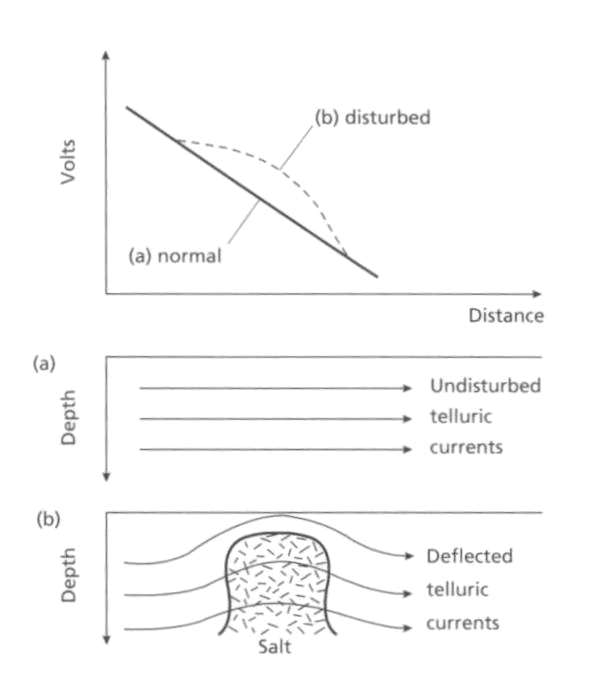 (b) disturbed
Volts
(a) normal
Distance
(a)
Depth
Undisturbed
telluric
currents
(b)
Depth
Deflected
telluric
currents
Salt